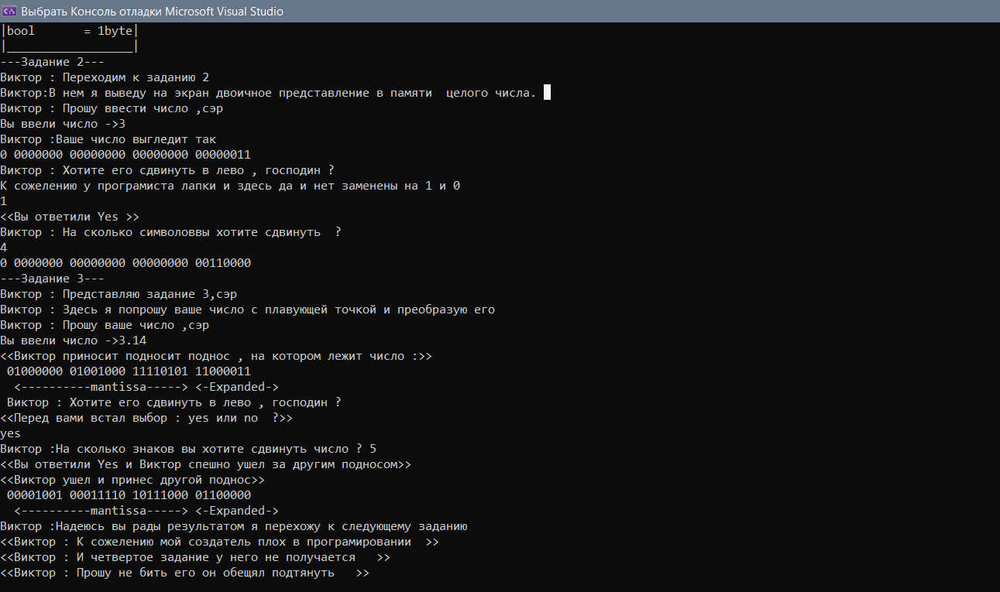 Выбрать Консоль отладки Microsoft Visual Studio
|bool       = 1byte|
|__________________|
---Задание 2---
Виктор : Переходим к заданию 2
Виктор:В нем я выведу на экран двоичное представление в памяти  целого числа.
Виктор : Прошу ввести число ,сэр
Вы ввели число ->3
Виктор :Ваше число выгледит так
0 0000000 00000000 00000000 00000011
Виктор : Хотите его сдвинуть в лево , господин ?
К сожелению у програмиста лапки и здесь да и нет заменены на 1 и 0
1
<<Вы ответили Yes >>
Виктор : На сколько символоввы хотите сдвинуть  ?
4
0 0000000 00000000 00000000 00110000
---Задание 3---
Виктор : Представляю задание 3,сэр
Виктор : Здесь я попрошу ваше число с плавующей точкой и преобразую его
Виктор : Прошу ваше число ,сэр
Вы ввели число ->3.14
<<Виктор приносит подносит поднос , на котором лежит число :>>
 01000000 01001000 11110101 11000011
  <----------mantissa-----> <-Expanded->
 Виктор : Хотите его сдвинуть в лево , господин ?
<<Перед вами встал выбор : yes или no  ?>>
yes
Виктор :На сколько знаков вы хотите сдвинуть число ? 5
<<Вы ответили Yes и Виктор спешно ушел за другим подносом>>
<<Виктор ушел и принес другой поднос>>
 00001001 00011110 10111000 01100000
  <----------mantissa-----> <-Expanded->
Виктор :Надеюсь вы рады результатом я перехожу к следующему заданию
<<Виктор : К сожелению мой создатель плох в програмировании  >>
<<Виктор : И четвертое задание у него не получается   >>
<<Виктор : Прошу не бить его он обещял подтянуть   >>